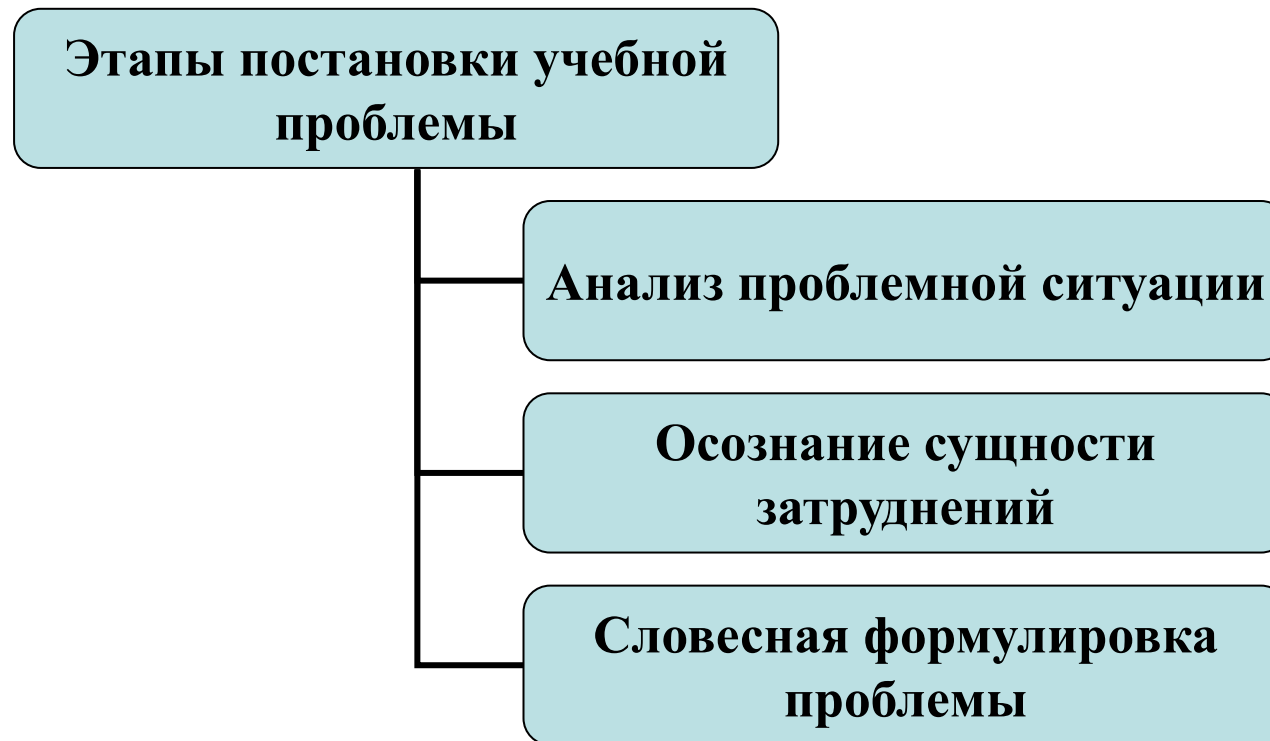 Этапы постановки учебной
проблемы
Анализ проблемной ситуации
Осознание сущности
затруднений
Словесная формулировка
проблемы